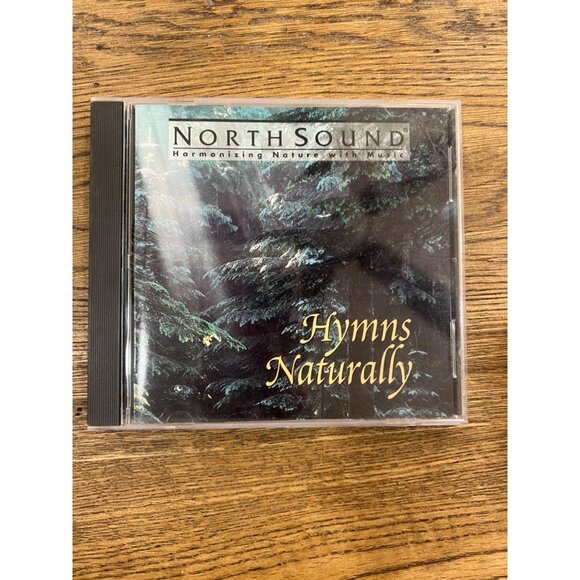 NORTHSOUND
Harmonizing Nature with Music
Hymns
Naturally